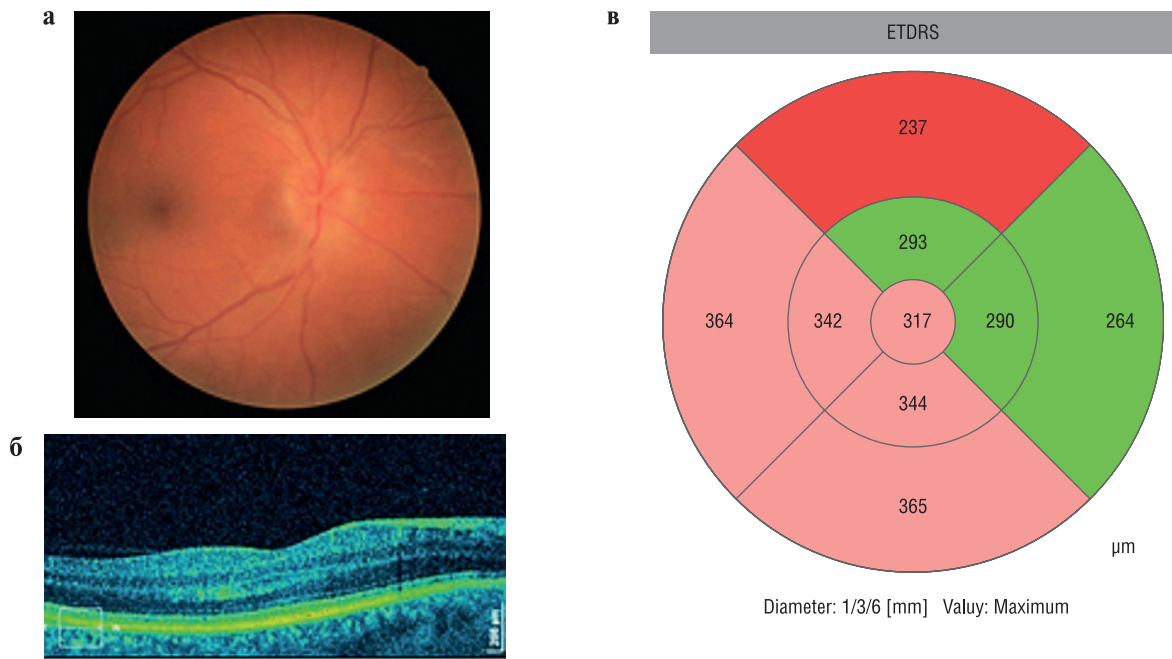 а
б
в
ETDRS
237
293
364
342
317
290
264
344
365
µm
Diameter: 1/3/6 [mm] Valuy: Maximum